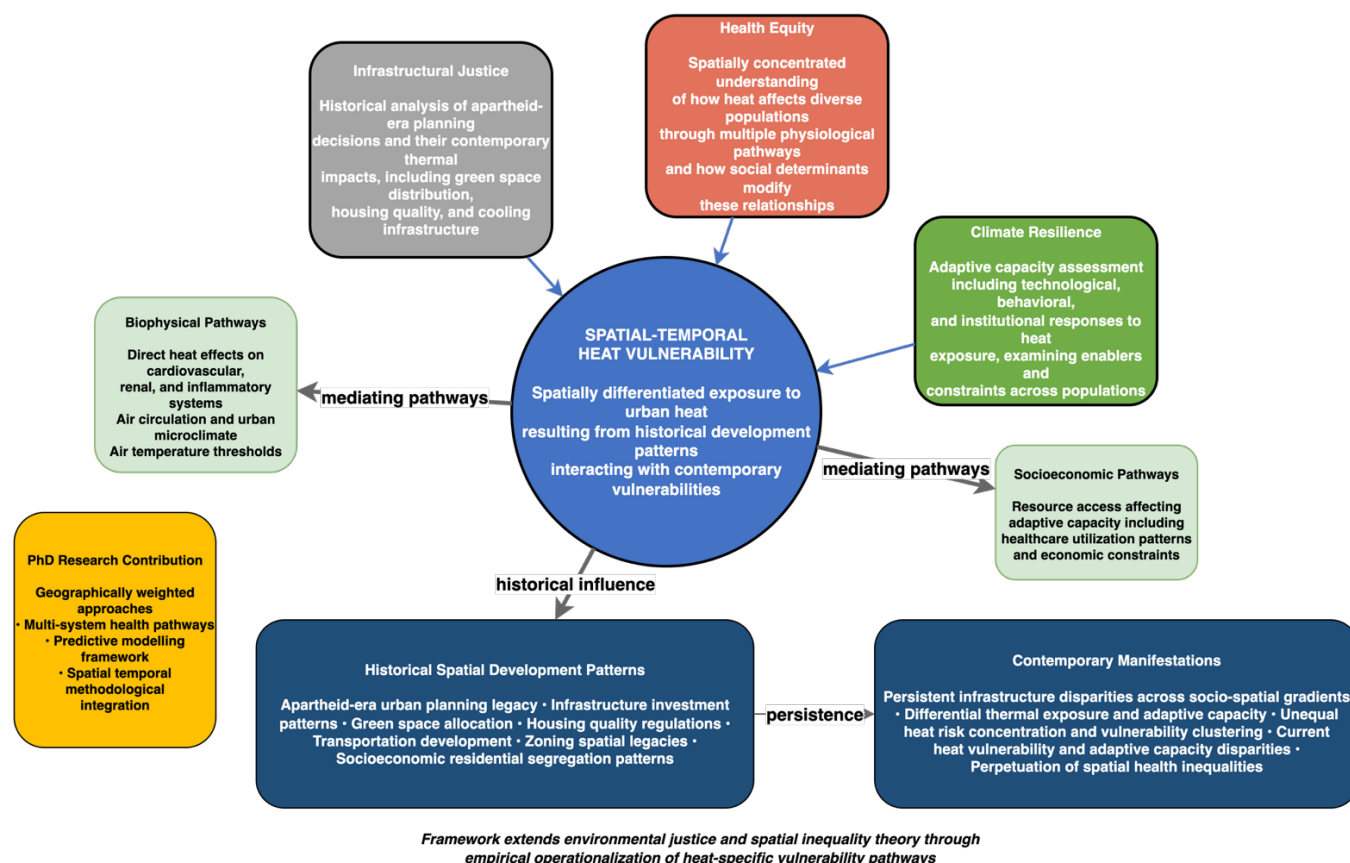 Health Equity
Spatially concentrated
understanding
of how heat affects diverse
populations
through multiple physiological
pathways
and how social determinants
modify
these relationships
Infrastructural Justice
Historical analysis of apartheid-
era planning
decisions and their contemporary
thermal
impacts, including green space
distribution,
housing quality, and cooling
infrastructure
Climate Resilience
Adaptive capacity assessment
including technological,
behavioral,
and institutional responses to
heat
exposure, examining enablers
and
constraints across populations
SPATIAL-TEMPORAL
HEAT VULNERABILITY
Spatially differentiated exposure to
urban heat
resulting from historical development
patterns
interacting with contemporary
vulnerabilities
Biophysical Pathways
Direct heat effects on
cardiovascular,
renal, and inflammatory
systems
Air circulation and urban
microclimate
Air temperature thresholds
mediating pathways
mediating pathways
Socioeconomic Pathways
Resource access affecting
adaptive capacity including
healthcare utilization patterns
and economic constraints
PhD Research Contribution
Geographically weighted
approaches
· Multi-system health pathways
· Predictive modelling
framework
· Spatial temporal
methodological
integration
historical influence
Historical Spatial Development Patterns
Apartheid-era urban planning legacy · Infrastructure investment
patterns · Green space allocation · Housing quality regulations ·
Transportation development · Zoning spatial legacies ·
Socioeconomic residential segregation patterns
persistence
Contemporary Manifestations
Persistent infrastructure disparities across socio-spatial gradients
· Differential thermal exposure and adaptive capacity · Unequal
heat risk concentration and vulnerability clustering · Current
heat vulnerability and adaptive capacity disparities ·
Perpetuation of spatial health inequalities
Framework extends environmental justice and spatial inequality theory through
empirical operationalization of heat-specific vulnerability pathways